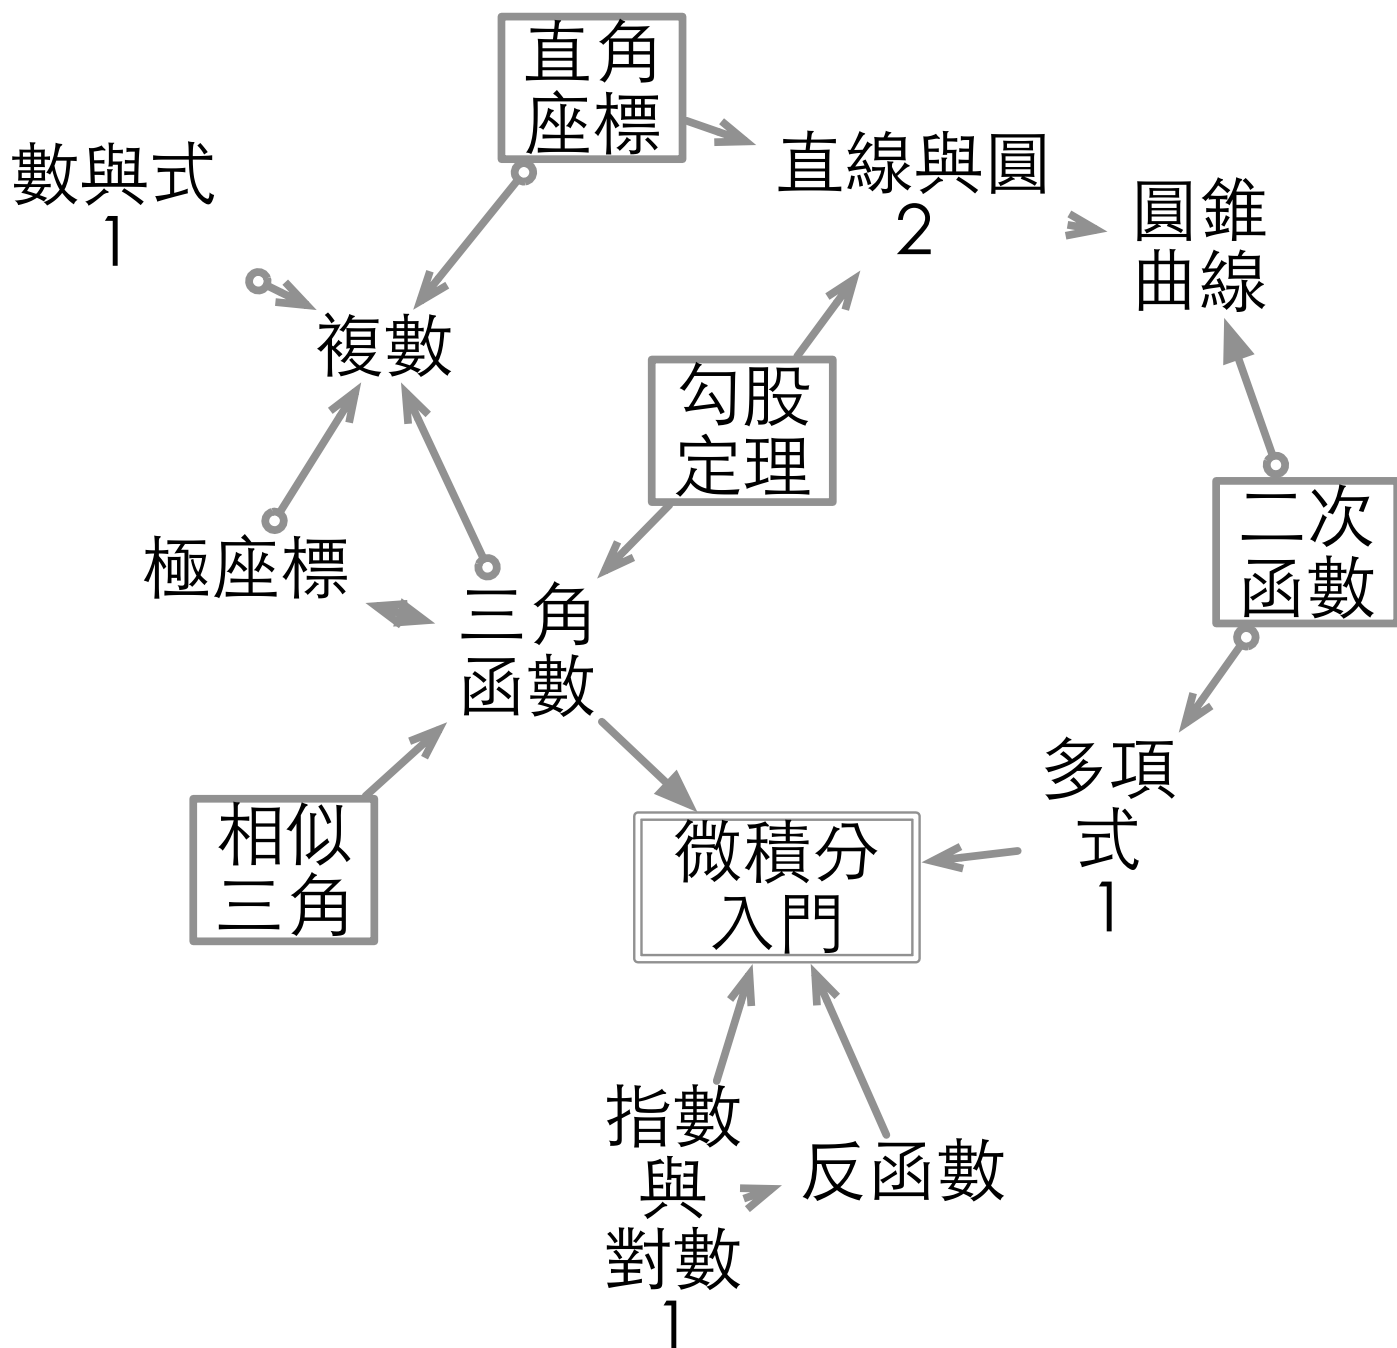 直角
座標
數與式
1
直線與圓
2
圓錐
曲線
複數
勾股
定理
二次
函數
極座標
三角
函數
多項
式
1
相似
三角
微積分
入門
指數
與
對數
1
反函數